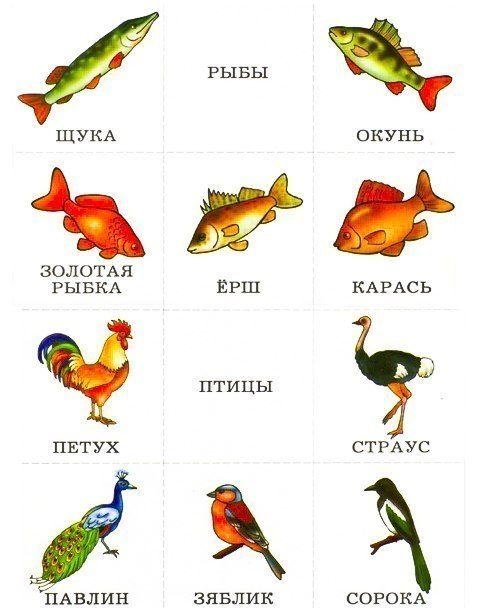 РЫБЫ
ЩУКА
ОКУНЬ
ЗОЛОТАЯ
РЫБКА
ЁРШ
КАРАСЬ
ПТИЦЫ
ПЕТУХ
СТРАУС
ПАВЛИН
ЗЯБЛИК
СОРОКА